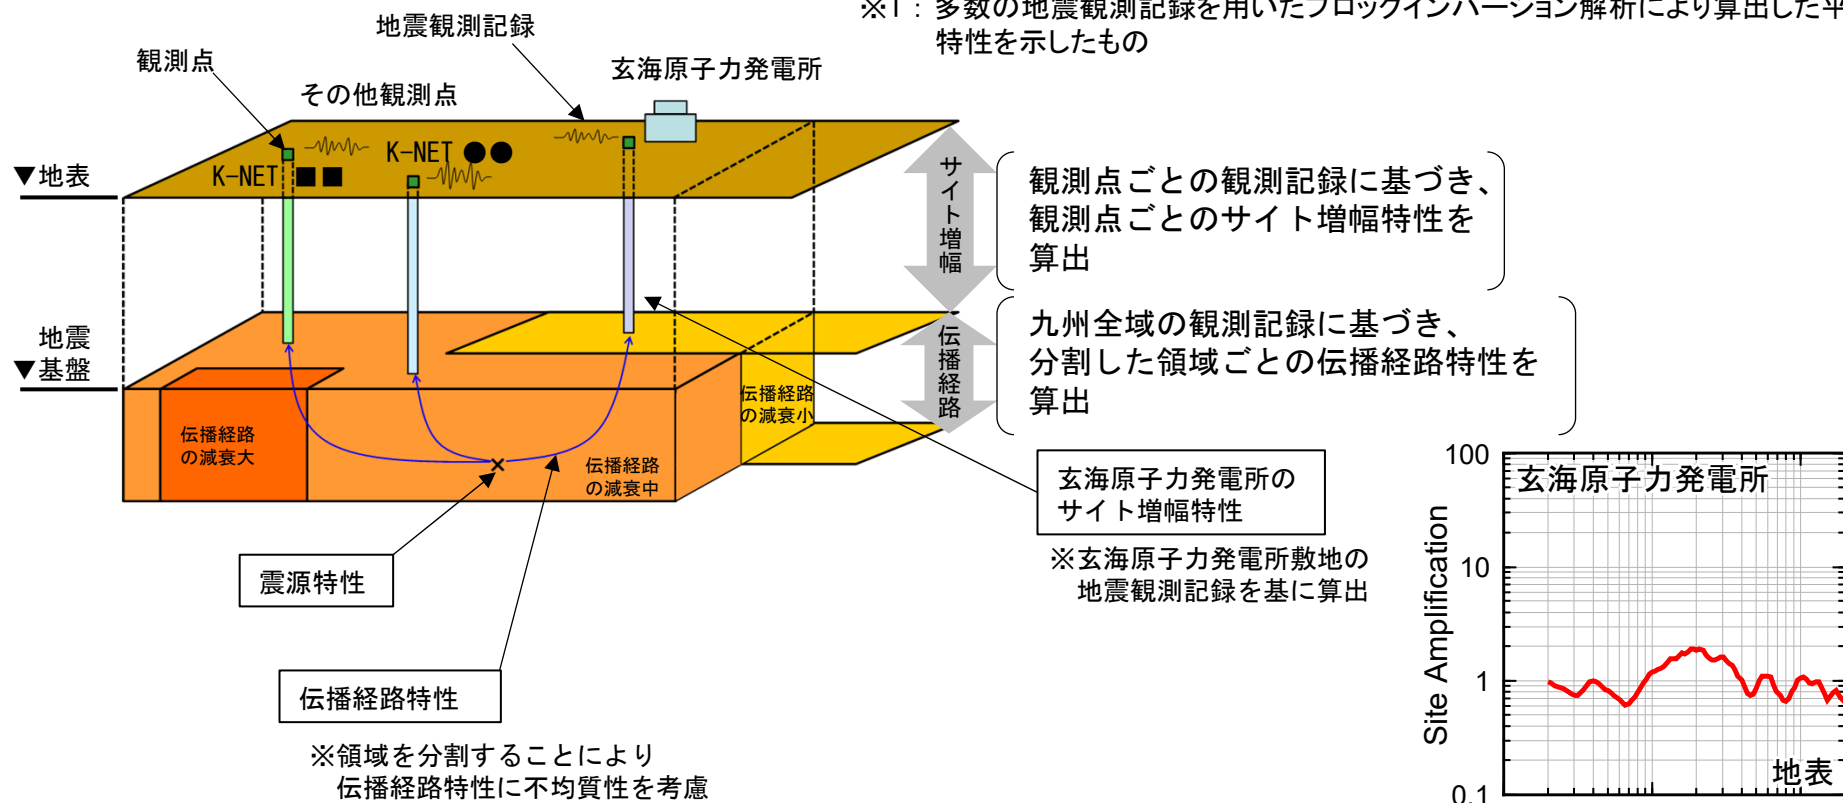 ※1：多数の地震観測記録を用いたブロックインバージョン解析により算出した平
特性を示したもの
地震観測記録
観測点
玄海原子力発電所
その他観測点
K-NET ●●
K-NET ■■
▼地表
サイト増幅
観測点ごとの観測記録に基づき、
観測点ごとのサイト増幅特性を
算出
地震
▼基盤
伝播経路
九州全域の観測記録に基づき、
分割した領域ごとの伝播経路特性を
算出
伝播経路
の減衰小
伝播経路
の減衰大
伝播経路
の減衰中
玄海原子力発電所の
サイト増幅特性
※玄海原子力発電所敷地の
地震観測記録を基に算出
震源特性
伝播経路特性
※領域を分割することにより
伝播経路特性に不均質性を考慮
玄海原子力発電所
Site Amplification
100
10
1
0.1
地表